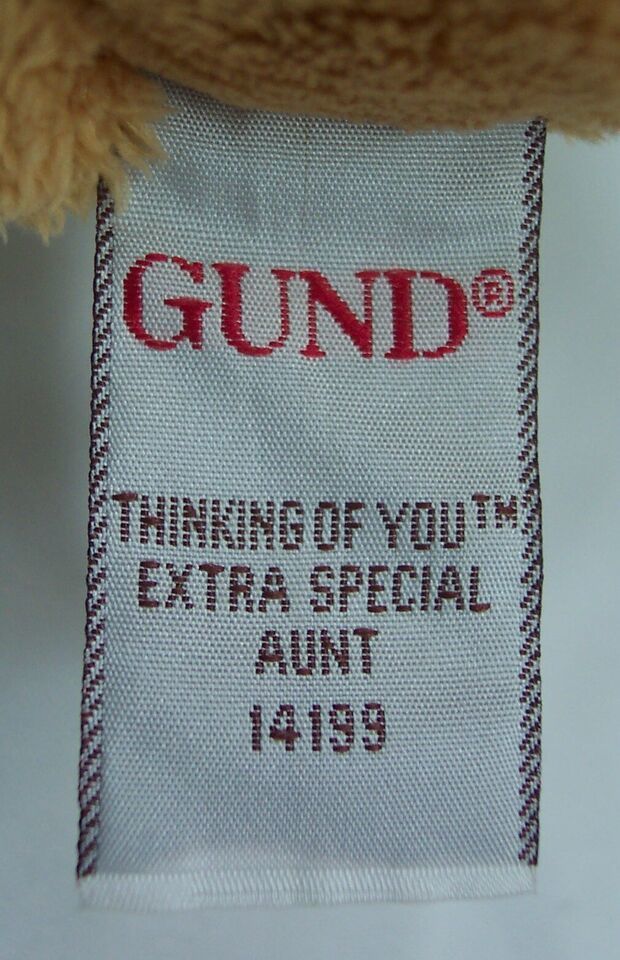 GUND®
THINKING OF YOU™
EXTRA SPECIAL
AUNT
14199